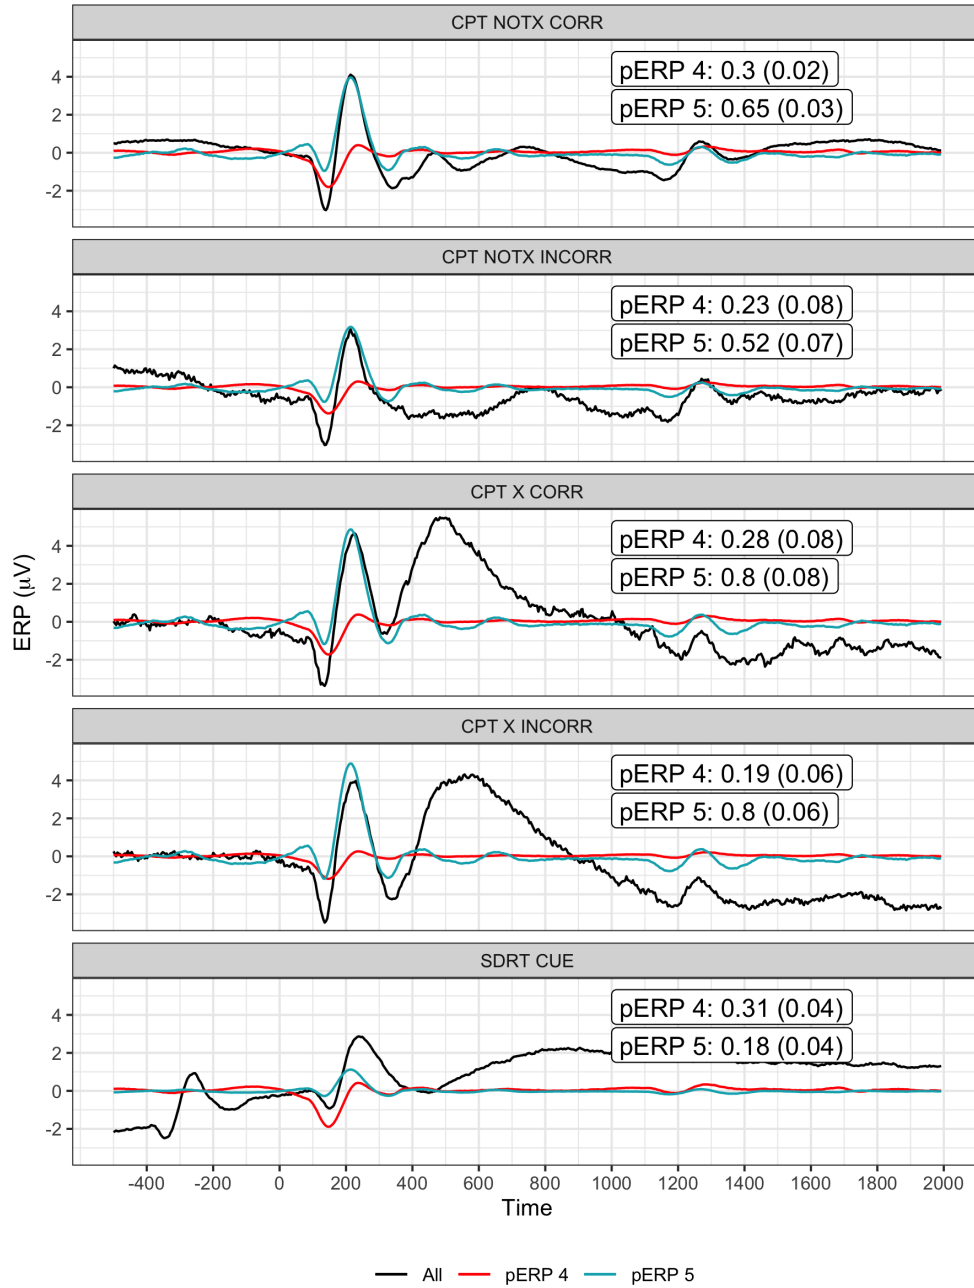 CPT NOTX CORR
4
2
0
-2
pERP 4: 0.3 (0.02)
pERP 5: 0.65 (0.03)
CPT NOTX INCORR
4
2
0
-2
pERP 4: 0.23 (0.08)
pERP 5: 0.52 (0.07)
CPT X CORR
4
2
0
-2
pERP 4: 0.28 (0.08)
pERP 5: 0.8 (0.08)
ERP (μV)
CPT X INCORR
4
2
0
-2
pERP 4: 0.19 (0.06)
pERP 5: 0.8 (0.06)
SDRT CUE
4
2
0
-2
pERP 4: 0.31 (0.04)
pERP 5: 0.18 (0.04)
-400 -200 0 200 400 600 800 1000 1200 1400 1600 1800 2000
Time
All pERP 4 pERP 5